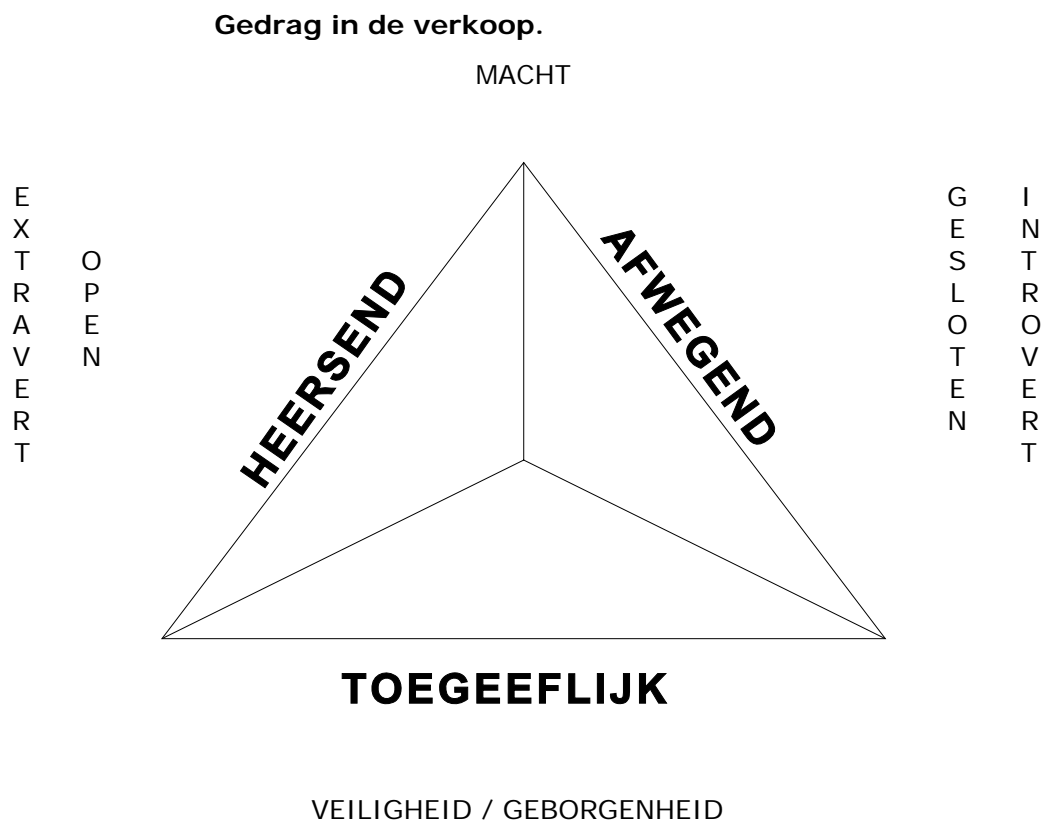 Gedrag in de verkoop.
MACHT
EXTRAVERT
OPEN
HEERSEND
AFWEGEND
GESLOTEN
INTROVERT
TOEGEEFLIJK
VEILIGHEID / GEBORGENHEID